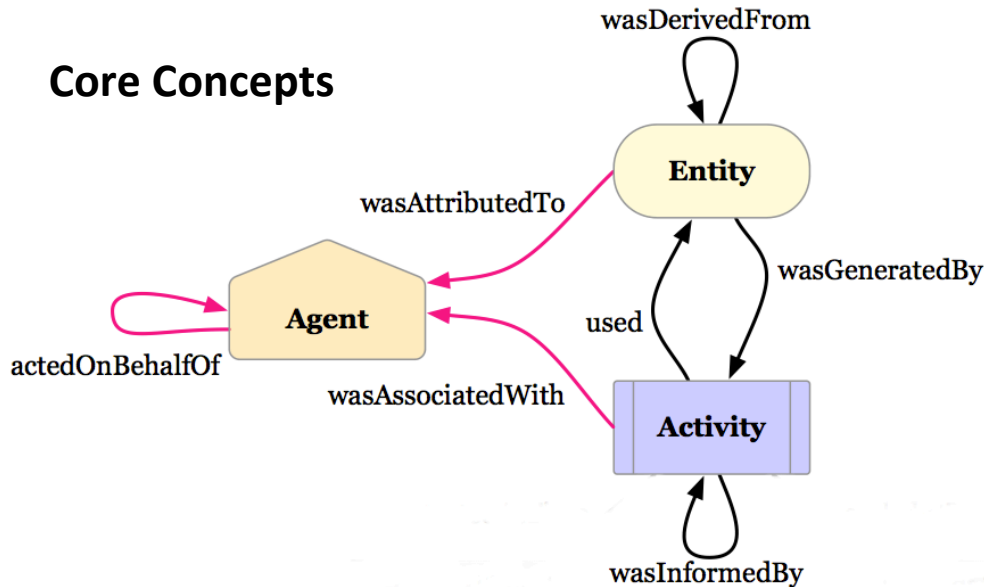 wasDerivedFrom
Core Concepts
Entity
wasAttributedTo
wasGeneratedBy
Agent
used
actedOnBehalfOf
wasAssociatedWith
Activity
wasInformedBy